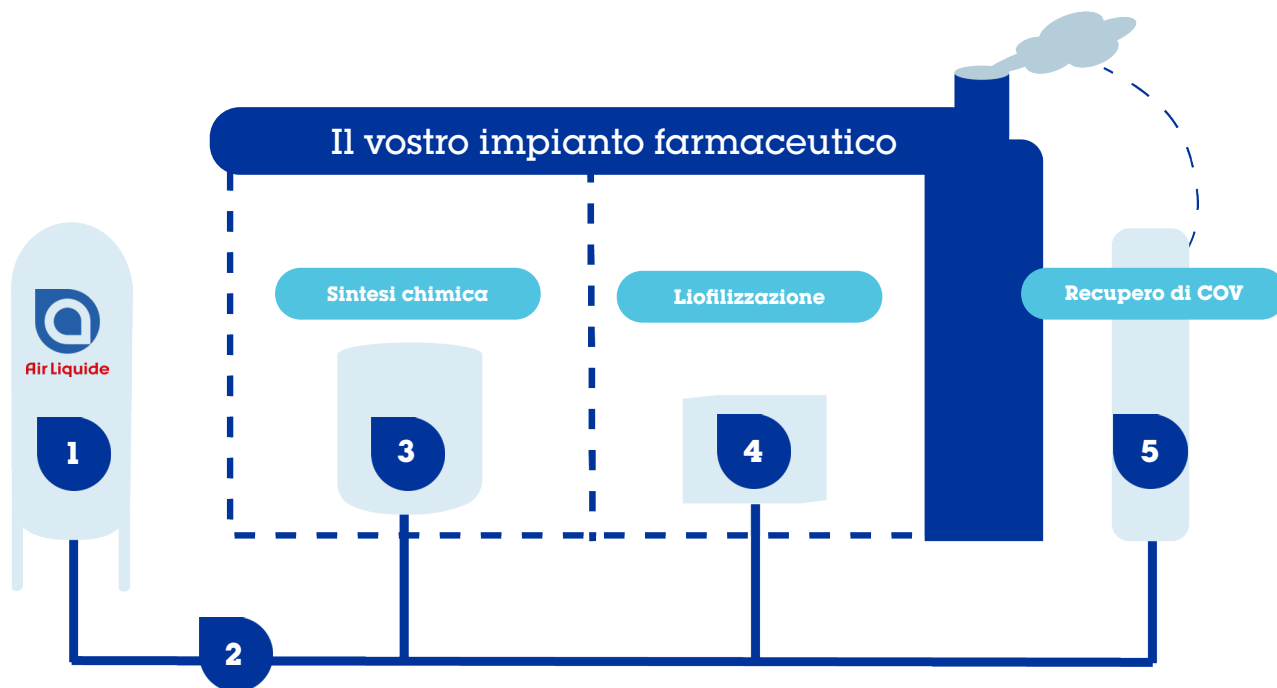 Il vostro impianto farmaceutico
Sintesi chimica
Liofilizzazione
Recupero di COV
Air Liquide
1
3
4
5
2